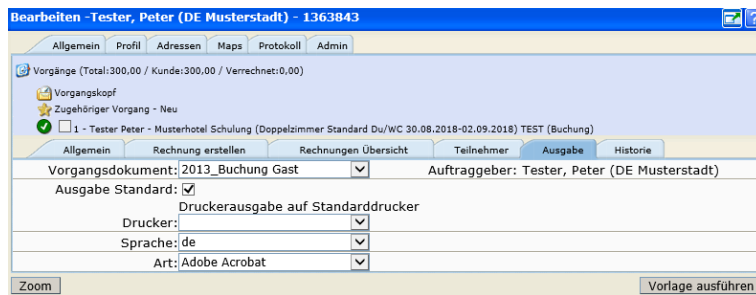 Bearbeiten -Tester, Peter (DE Musterstadt) - 1363843
Allgemein Profil Adressen Maps Protokoll Admin
Vorgänge (Total:300,00 / Kunde:300,00 / Verrechnet:0,00)
Vorgangskopf
Zugehöriger Vorgang - Neu
1 - Tester Peter - Musterhotel Schulung (Doppelzimmer Standard Du/WC 30.08.2018-02.09.2018) TEST (Buchung)
Allgemein Rechnung erstellen Rechnungen Übersicht Teilnehmer Ausgabe Historie
Vorgangsdokument: 2013_Buchung Gast Auftraggeber: Tester, Peter (DE Musterstadt)
Ausgabe Standard:
Druckerausgabe auf Standarddrucker
Drucker:
Sprache: de
Art: Adobe Acrobat
Zoom Vorlage ausführen